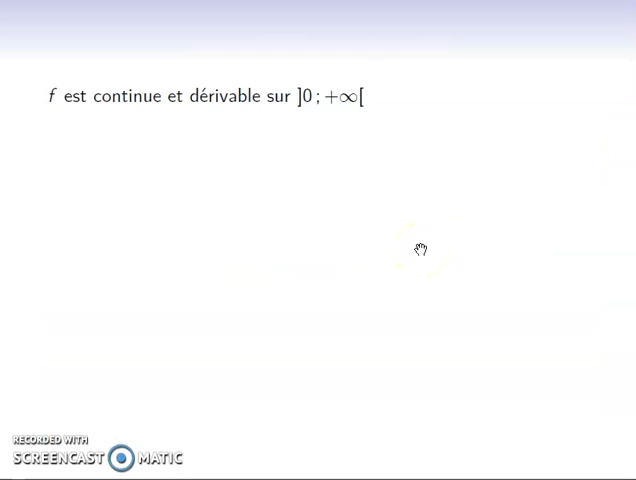 f est continue et dérivable sur ]0 ; +∞[
RECORDED WITH
SCREENCAST MATIC